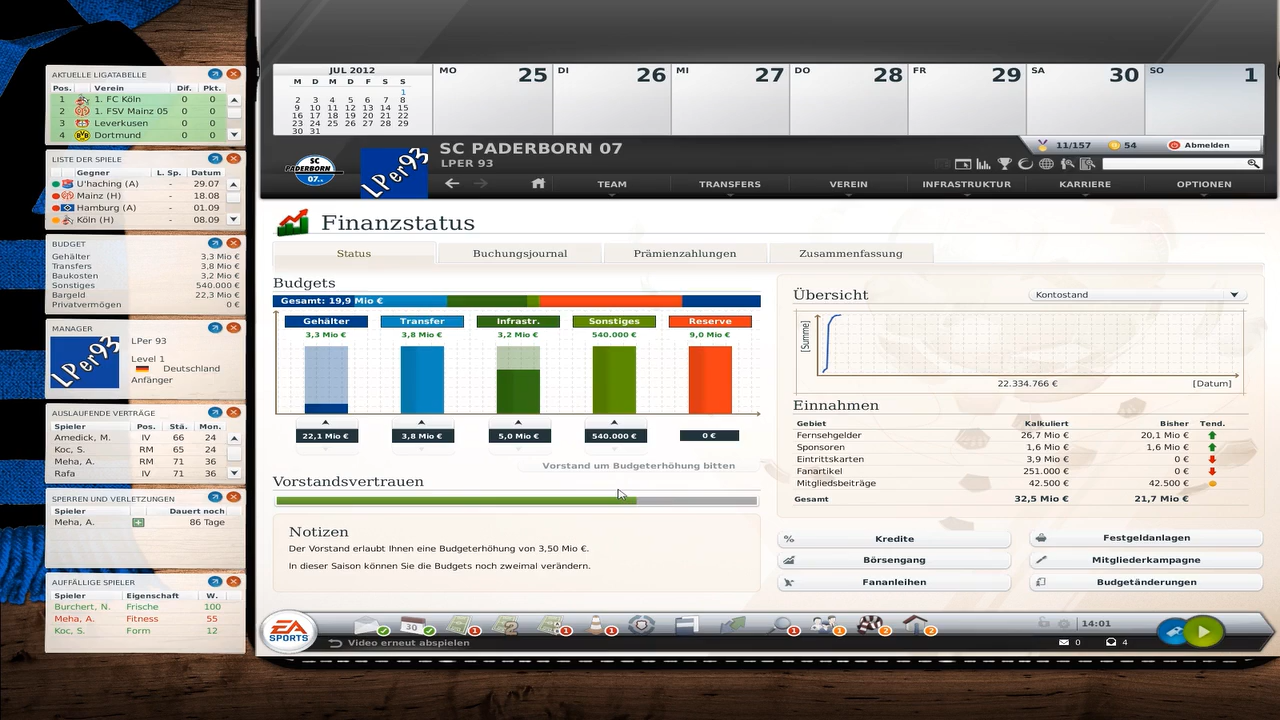 AKTUELLE LIGATABELLE
Pos. Verein Dif. Pkt.
1 1. FC Köln 0 0
2 1. FSV Mainz 05 0 0
3 Leverkusen 0 0
4 Dortmund 0 0
LISTE DER SPIELE
Gegner L. Sp. Datum
U'haching (A) - 29.07
Mainz (H) - 18.08
Hamburg (A) - 01.09
Köln (H) - 08.09
BUDGET
Gehälter 3,3 Mio €
Transfers 3,8 Mio €
Baukosten 3,2 Mio €
Sonstiges 540.000 €
Bargeld 22,3 Mio €
Privatvermögen 0 €
MANAGER
LPer93
LPer 93
Level 1
Deutschland
Anfänger
AUSLAUFENDE VERTRÄGE
Spieler Pos. Stä. Mon.
Amedick, M. IV 66 24
Koc, S. RM 65 24
Meha, A. RM 71 36
Rafa IV 71 36
SPERREN UND VERLETZUNGEN
Spieler Dauert noch
Meha, A. 86 Tage
AUFFÄLLIGE SPIELER
Spieler Eigenschaft W.
Burchert, N. Frische 100
Meha, A. Fitness 55
Koc, S. Form 12
JUL 2012
M D M D F S S
1
2 3 4 5 6 7 8
9 10 11 12 13 14 15
16 17 18 19 20 21 22
23 24 25 26 27 28 29
30 31
MO 25 DI 26 MI 27 DO 28 FR 29 SA 30 SO 1
11/157 54 Abmelden
SC PADERBORN 07..
LPer93
SC PADERBORN 07
LPER 93
TEAM TRANSFERS VEREIN INFRASTRUKTUR KARRIERE OPTIONEN
Finanzstatus
Status Buchungsjournal Prämienzahlungen Zusammenfassung
Budgets
Gesamt: 19,9 Mio €
Gehälter Transfer Infrastr. Sonstiges Reserve
3,3 Mio € 3,8 Mio € 3,2 Mio € 540.000 € 9,0 Mio €
22,1 Mio € 3,8 Mio € 5,0 Mio € 540.000 € 0 €
Vorstand um Budgeterhöhung bitten
Vorstandsvertrauen
Notizen
Der Vorstand erlaubt Ihnen eine Budgeterhöhung von 3,50 Mio €.
In dieser Saison können Sie die Budgets noch zweimal verändern.
Übersicht Kontostand
[Summe]
22.334.766 € [Datum]
Einnahmen
Gebiet Kalkuliert Bisher Tend.
Fernsehgelder 26,7 Mio € 20,1 Mio €
Sponsoren 1,6 Mio € 1,6 Mio €
Eintrittskarten 3,9 Mio € 0 €
Fanartikel 251.000 € 0 €
Mitgliedsbeiträge 42.500 € 42.500 €
Gesamt 32,5 Mio € 21,7 Mio €
Kredite Festgeldanlagen
Börsengang Mitgliederkampagne
Fananleihen Budgetänderungen
EA SPORTS
30 1 1 1 1 1 2 2
14:01
Video erneut abspielen
0 4